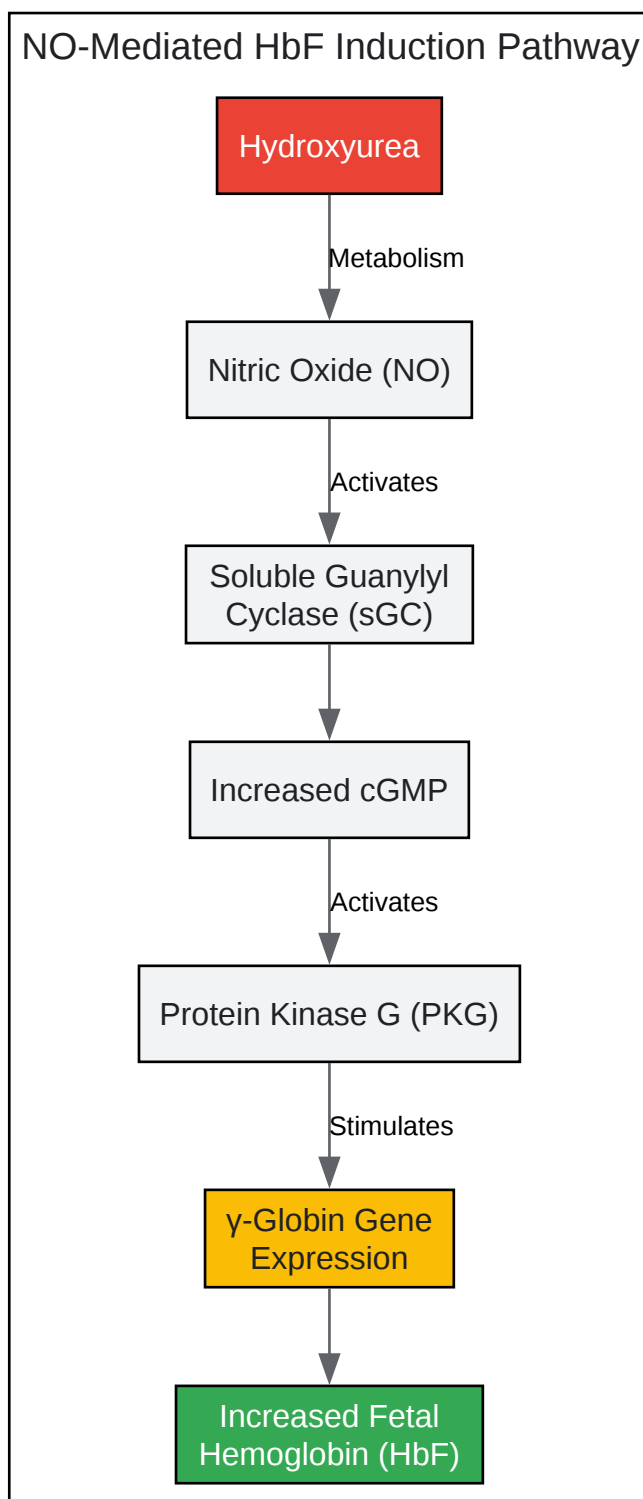 NO-Mediated HbF Induction Pathway
Hydroxyurea
Metabolism
Nitric Oxide (NO)
Activates
Soluble Guanylyl
Cyclase (sGC)
Increased cGMP
Activates
Protein Kinase G (PKG)
Stimulates
γ-Globin Gene
Expression
Increased Fetal
Hemoglobin (HbF)